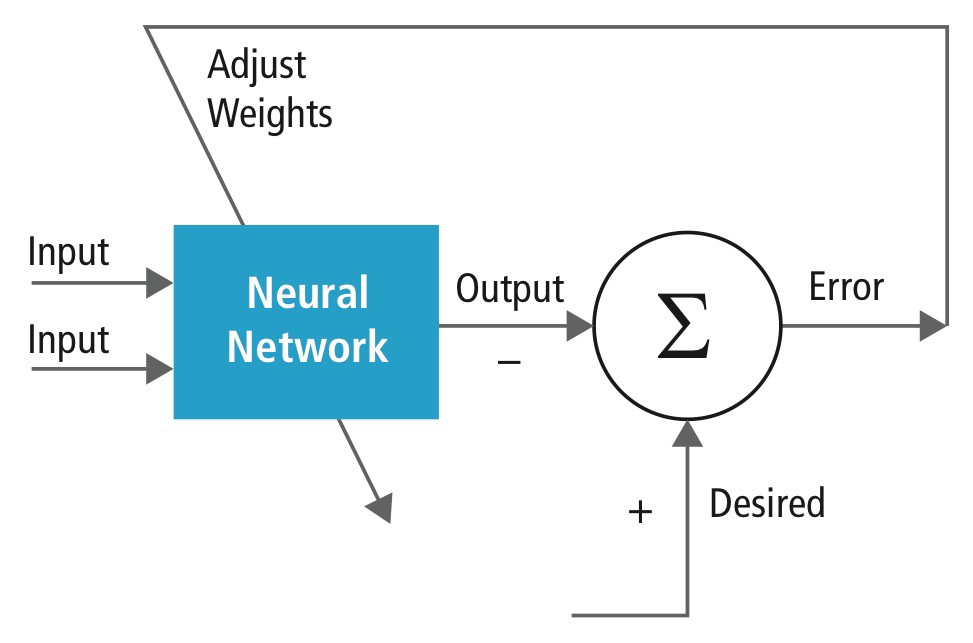 Adjust
Weights
Input
Input
Neural
Network
Output
−
Σ
Error
+
Desired